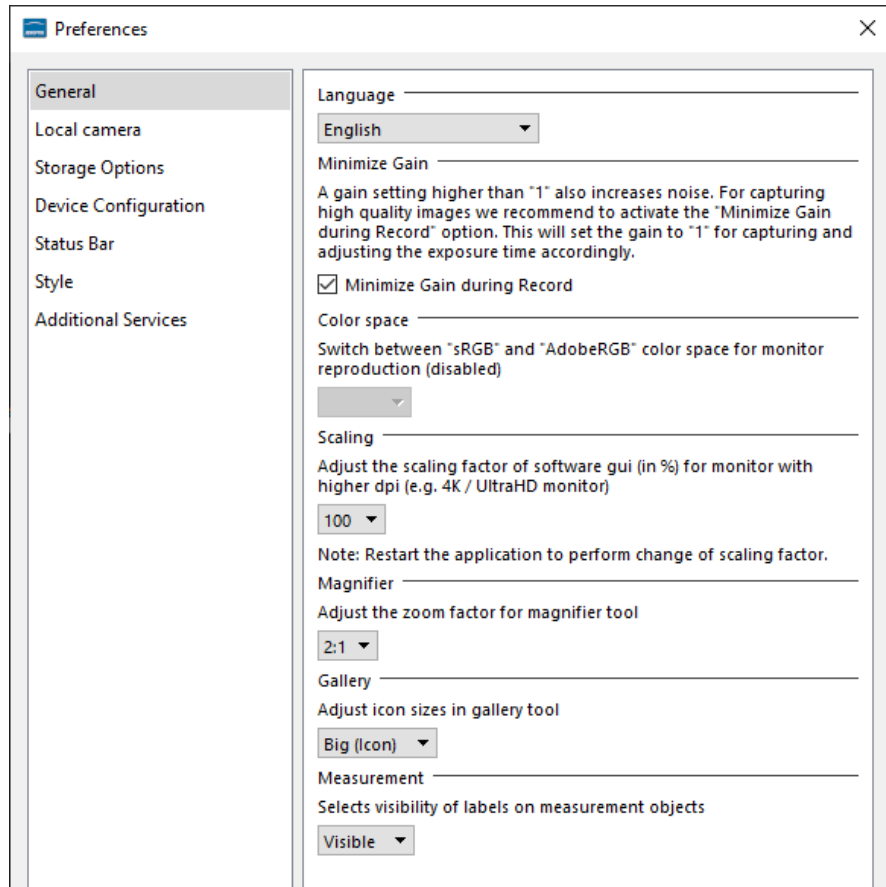 Preferences
General
Local camera
Storage Options
Device Configuration
Status Bar
Style
Additional Services
Language
English
Minimize Gain
A gain setting higher than "1" also increases noise. For capturing
high quality images we recommend to activate the "Minimize Gain
during Record" option. This will set the gain to "1" for capturing and
adjusting the exposure time accordingly.
Minimize Gain during Record
Color space
Switch between "sRGB" and "AdobeRGB" color space for monitor
reproduction (disabled)
Scaling
Adjust the scaling factor of software gui (in %) for monitor with
higher dpi (e.g. 4K / UltraHD monitor)
100
Note: Restart the application to perform change of scaling factor.
Magnifier
Adjust the zoom factor for magnifier tool
2:1
Gallery
Adjust icon sizes in gallery tool
Big (Icon)
Measurement
Selects visibility of labels on measurement objects
Visible